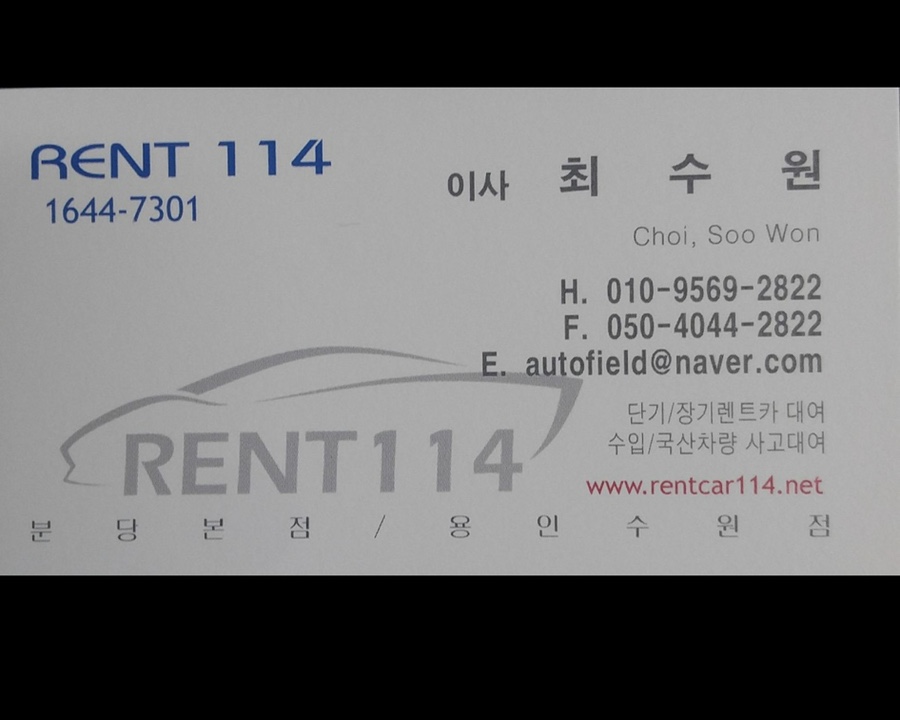 RENT 114
1644-7301
이사 최 수 원
Choi, Soo Won
H. 010-9569-2822
F. 050-4044-2822
E. autofield@naver.com
단기/장기렌트카 대여
수입/국산차량 사고대여
RENT114
www.rentcar114.net
분 당 본 점 / 용 인 수 원 점